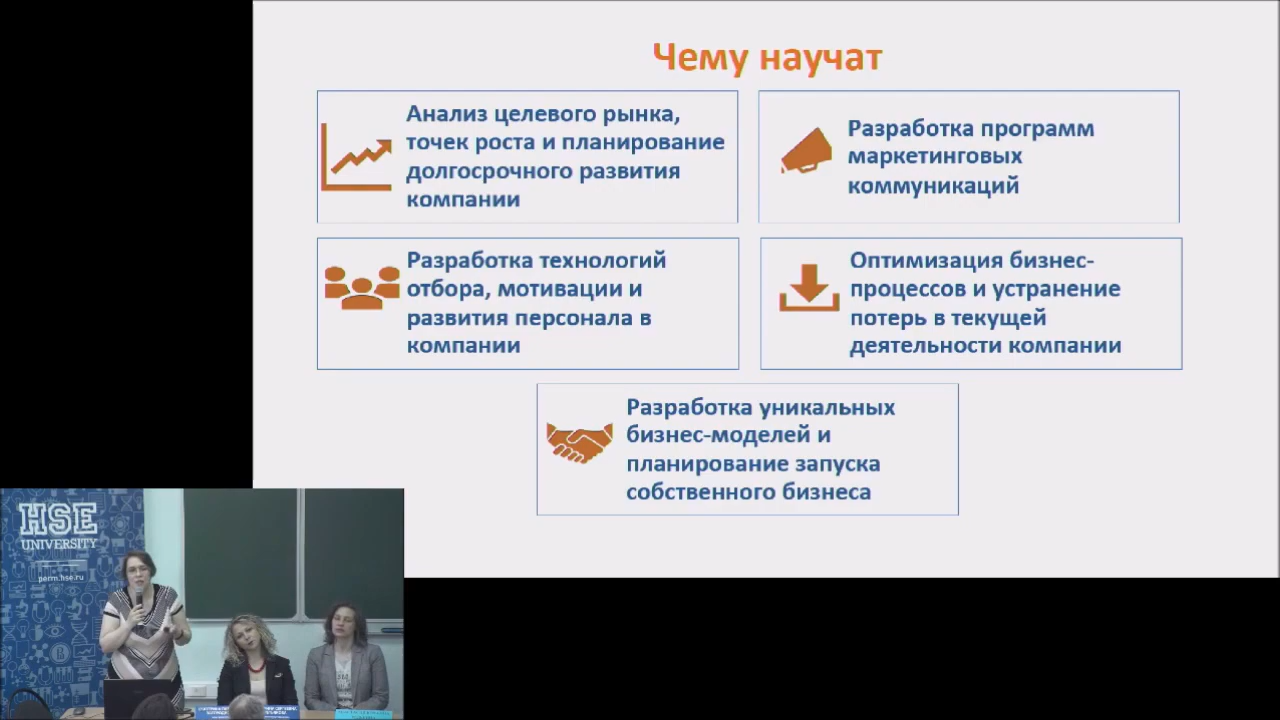 Чему научат
Анализ целевого рынка,
точек роста и планирование
долгосрочного развития
компании
Разработка программ
маркетинговых
коммуникаций
Разработка технологий
отбора, мотивации и
развития персонала в
компании
Оптимизация бизнес-
процессов и устранение
потерь в текущей
деятельности компании
Разработка уникальных
бизнес-моделей и
планирование запуска
собственного бизнеса
HSE
UNIVERSITY
perm.hse.ru